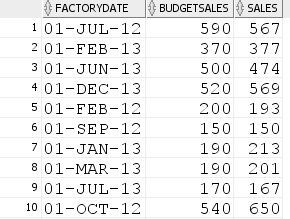 FACTORYDATE BUDGETSALES SALES
1 01-JUL-12 590 567
2 01-FEB-13 370 377
3 01-JUN-13 500 474
4 01-DEC-13 520 569
5 01-FEB-12 200 193
6 01-SEP-12 150 150
7 01-JAN-13 190 213
8 01-MAR-13 190 201
9 01-JUL-13 170 167
10 01-OCT-12 540 650